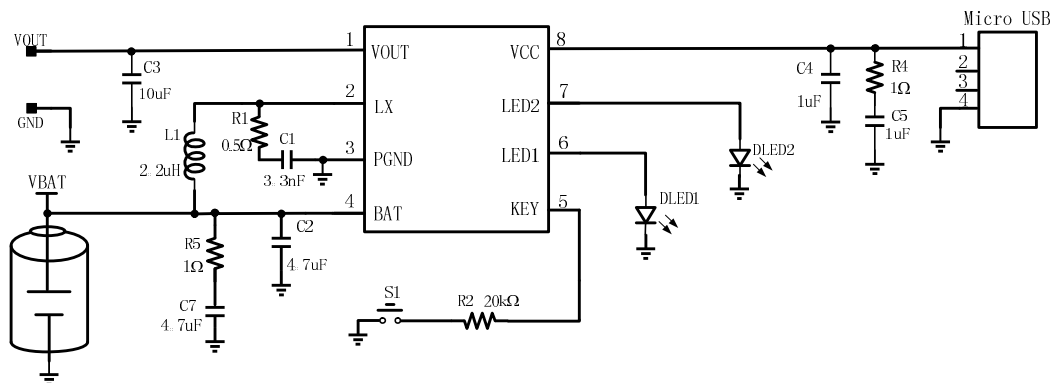 Micro USB
VOUT
1
VOUT
VCC
8
1
C3
10uF
C4
1uF
R4
1Ω
2
3
4
2
LX
LED2
7
GND
R1
0.5Ω
C1
3.3nF
L1
2.2uH
C5
1uF
3
PGND
LED1
6
DLED2
VBAT
4
BAT
KEY
5
DLED1
R5
1Ω
C2
4.7uF
C7
4.7uF
S1
R2 20kΩ